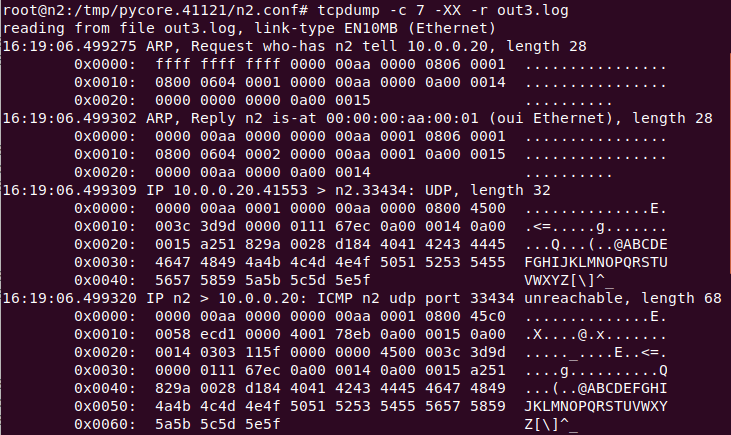 root@n2:/tmp/pycore.41121/n2.conf# tcpdump -c 7 -XX -r out3.log
reading from file out3.log, link-type EN10MB (Ethernet)
16:19:06.499275 ARP, Request who-has n2 tell 10.0.0.20, length 28
0x0000:  ffff ffff ffff 0000 00aa 0000 0806 0001  ................
0x0010:  0800 0604 0001 0000 00aa 0000 0a00 0014  ................
0x0020:  0000 0000 0000 0a00 0015                 ..........
16:19:06.499302 ARP, Reply n2 is-at 00:00:00:aa:00:01 (oui Ethernet), length 28
0x0000:  0000 00aa 0000 0000 00aa 0001 0806 0001  ................
0x0010:  0800 0604 0002 0000 00aa 0001 0a00 0015  ................
0x0020:  0000 00aa 0000 0a00 0014                 ..........
16:19:06.499309 IP 10.0.0.20.41553 > n2.33434: UDP, length 32
0x0000:  0000 00aa 0001 0000 00aa 0000 0800 4500  ..............E.
0x0010:  003c 3d9d 0000 0111 67ec 0a00 0014 0a00  .<=.....g.......
0x0020:  0015 a251 829a 0028 d184 4041 4243 4445  ...Q...(..@ABCDE
0x0030:  4647 4849 4a4b 4c4d 4e4f 5051 5253 5455  FGHIJKLMNOPQRSTU
0x0040:  5657 5859 5a5b 5c5d 5e5f                 VWXYZ[\]^_
16:19:06.499320 IP n2 > 10.0.0.20: ICMP n2 udp port 33434 unreachable, length 68
0x0000:  0000 00aa 0000 0000 00aa 0001 0800 45c0  ..............E.
0x0010:  0058 ecd1 0000 4001 78eb 0a00 0015 0a00  .X....@.x.......
0x0020:  0014 0303 115f 0000 0000 4500 003c 3d9d  ....._....E..<=.
0x0030:  0000 0111 67ec 0a00 0014 0a00 0015 a251  ....g..........Q
0x0040:  829a 0028 d184 4041 4243 4445 4647 4849  ...(..@ABCDEFGHI
0x0050:  4a4b 4c4d 4e4f 5051 5253 5455 5657 5859  JKLMNOPQRSTUVWXY
0x0060:  5a5b 5c5d 5e5f                           Z[\]^_